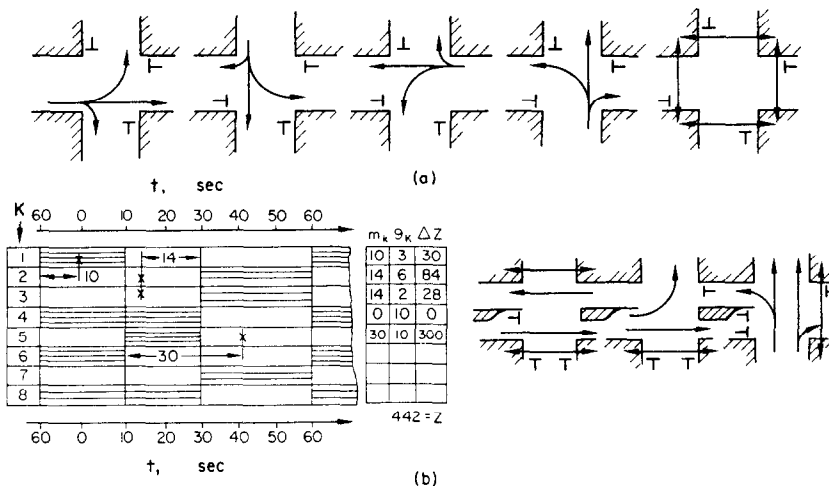 t, sec
(a)
K
60 0 10 20 30 40 50 60
m_k g_K ΔZ
1 14 10 3 30
2 10 14 6 84
3 14 2 28
4 0 10 0
5 30 10 300
6 30
7
8
442 = Z
60 0 10 20 30 40 50 60
t, sec
(b)